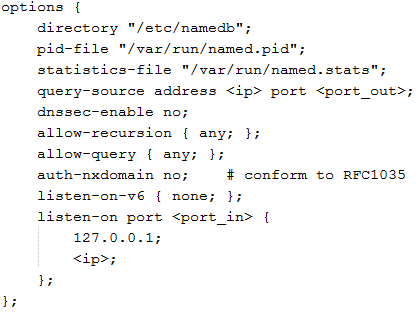 options {
    directory "/etc/namedb";
    pid-file "/var/run/named.pid";
    statistics-file "/var/run/named.stats";
    query-source address <ip> port <port_out>;
    dnssec-enable no;
    allow-recursion { any; };
    allow-query { any; };
    auth-nxdomain no;    # conform to RFC1035
    listen-on-v6 { none; };
    listen-on port <port_in> {
        127.0.0.1;
        <ip>;
    };
};